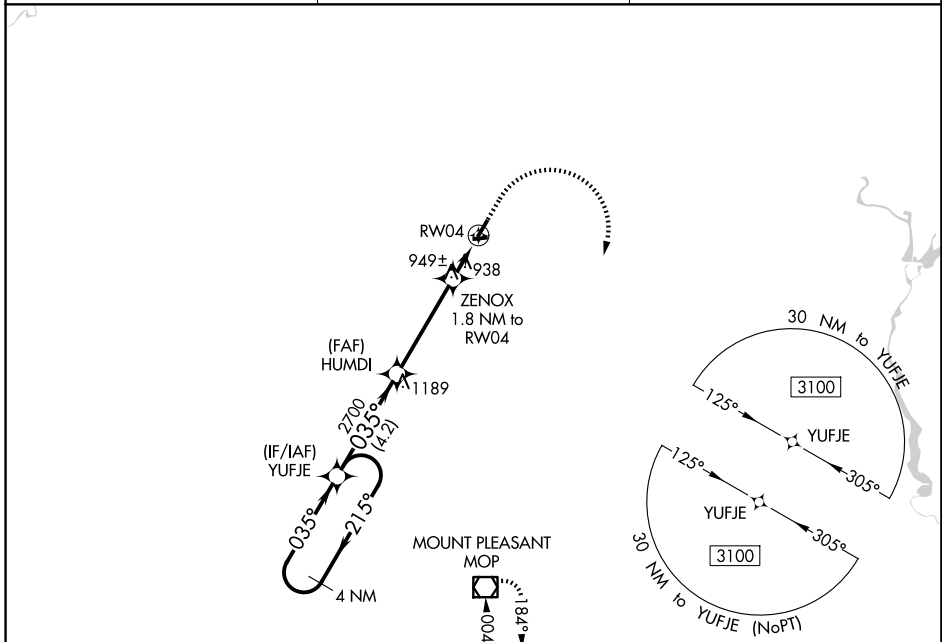 RW04
949±
938
ZENOX
1.8 NM to
RW04
(FAF)
HUMDI
1189
2700
035°
(4.2)
(IF/IAF)
YUFJE
035°
215°
4 NM
MOUNT PLEASANT
MOP
184°
004
30 NM to YUFJE
3100
125°
YUFJE
305°
125°
YUFJE
305°
3100
30 NM to YUFJE (NoPT)